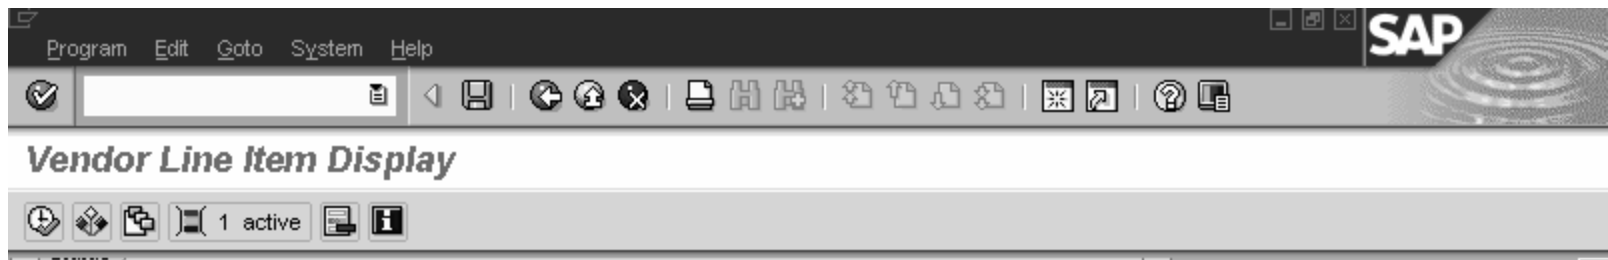 Program Edit Goto System Help
SAP
Vendor Line Item Display
1 active